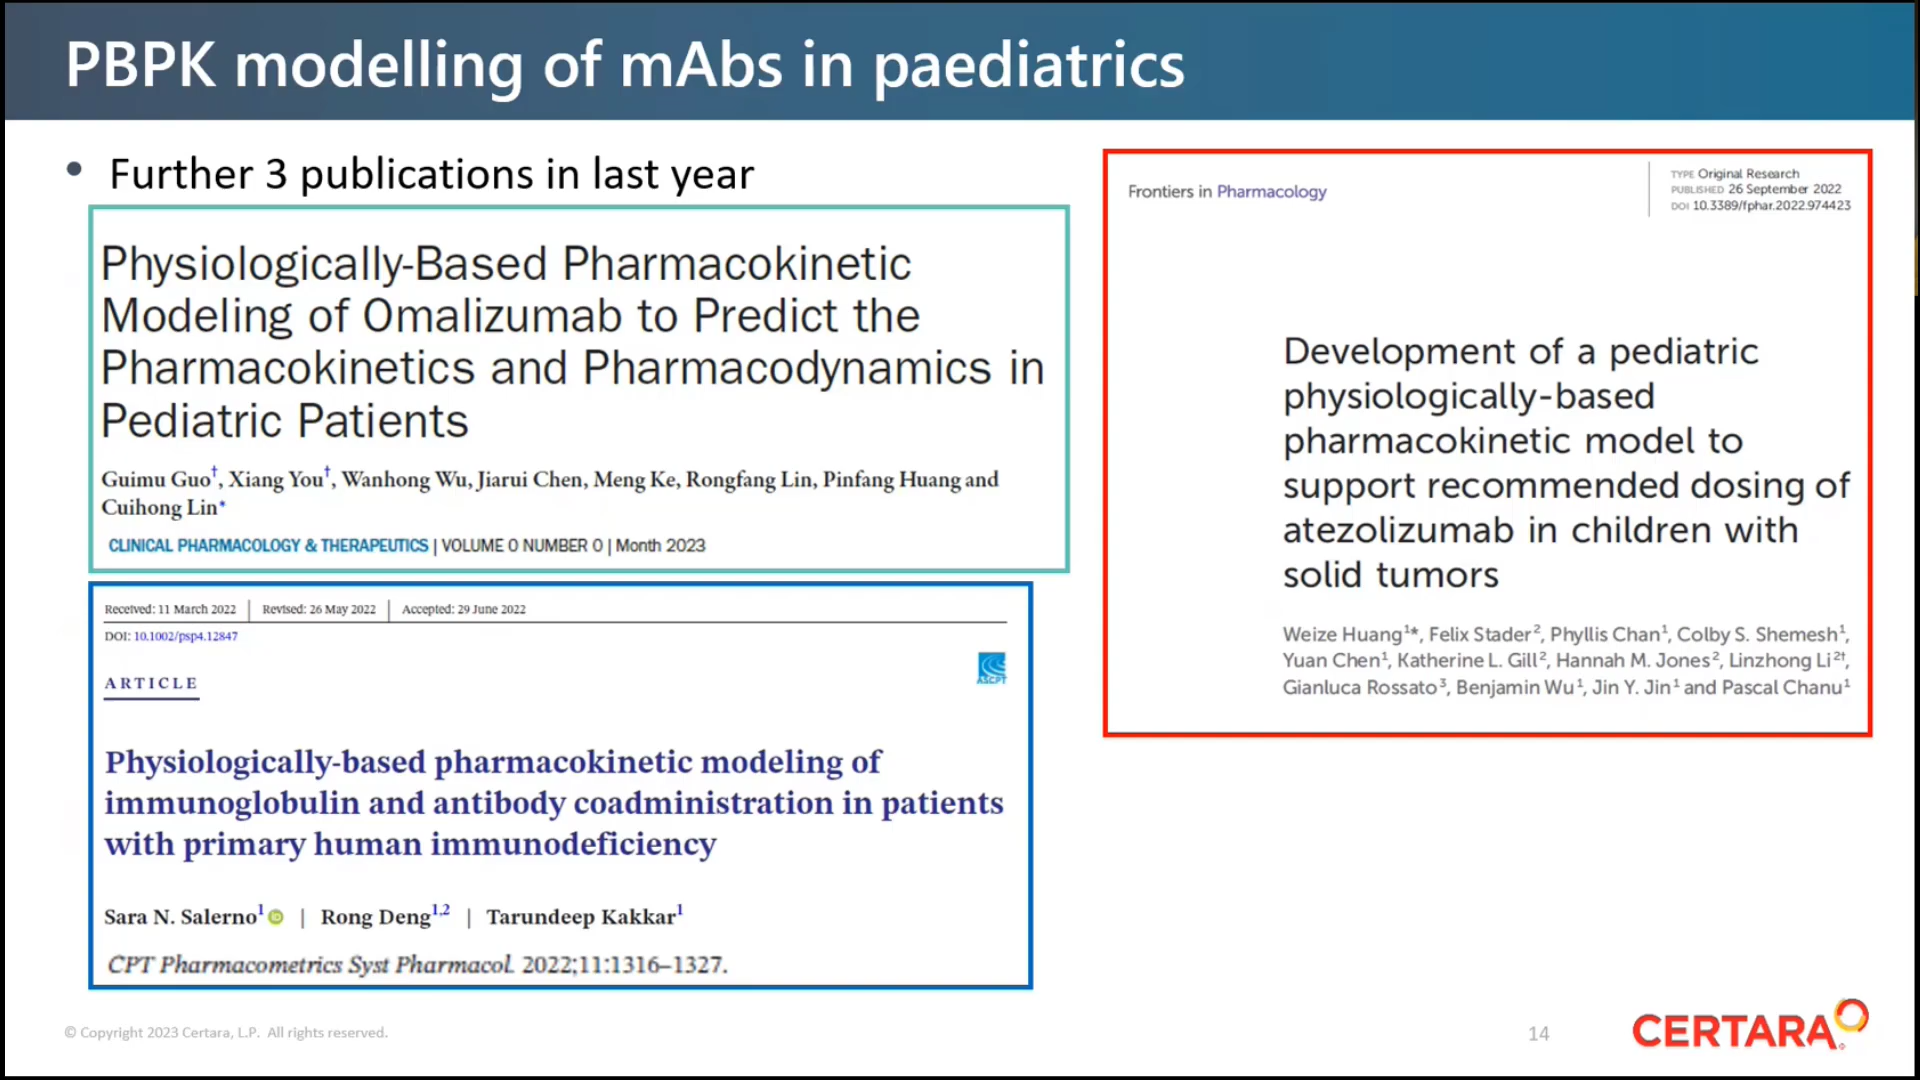 PBPK modelling of mAbs in paediatrics
• Further 3 publications in last year
Physiologically-Based Pharmacokinetic
Modeling of Omalizumab to Predict the
Pharmacokinetics and Pharmacodynamics in
Pediatric Patients
Guimu Guo†, Xiang You†, Wanhong Wu, Jiarui Chen, Meng Ke, Rongfang Lin, Pinfang Huang and
Cuihong Lin*
CLINICAL PHARMACOLOGY & THERAPEUTICS | VOLUME 0 NUMBER 0 | Month 2023
Received: 11 March 2022 | Revised: 26 May 2022 | Accepted: 29 June 2022
DOI: 10.1002/psp4.12847
ASCPT
ARTICLE
Physiologically-based pharmacokinetic modeling of
immunoglobulin and antibody coadministration in patients
with primary human immunodeficiency
Sara N. Salerno¹ iD | Rong Deng¹,² | Tarundeep Kakkar¹
CPT Pharmacometrics Syst Pharmacol. 2022;11:1316–1327.
Frontiers in Pharmacology
TYPE Original Research
PUBLISHED 26 September 2022
DOI 10.3389/fphar.2022.974423
Development of a pediatric
physiologically-based
pharmacokinetic model to
support recommended dosing of
atezolizumab in children with
solid tumors
Weize Huang¹*, Felix Stader², Phyllis Chan¹, Colby S. Shemesh¹,
Yuan Chen¹, Katherine L. Gill², Hannah M. Jones², Linzhong Li²†,
Gianluca Rossato³, Benjamin Wu¹, Jin Y. Jin¹ and Pascal Chanu¹
© Copyright 2023 Certara, L.P. All rights reserved.
14
CERTARA